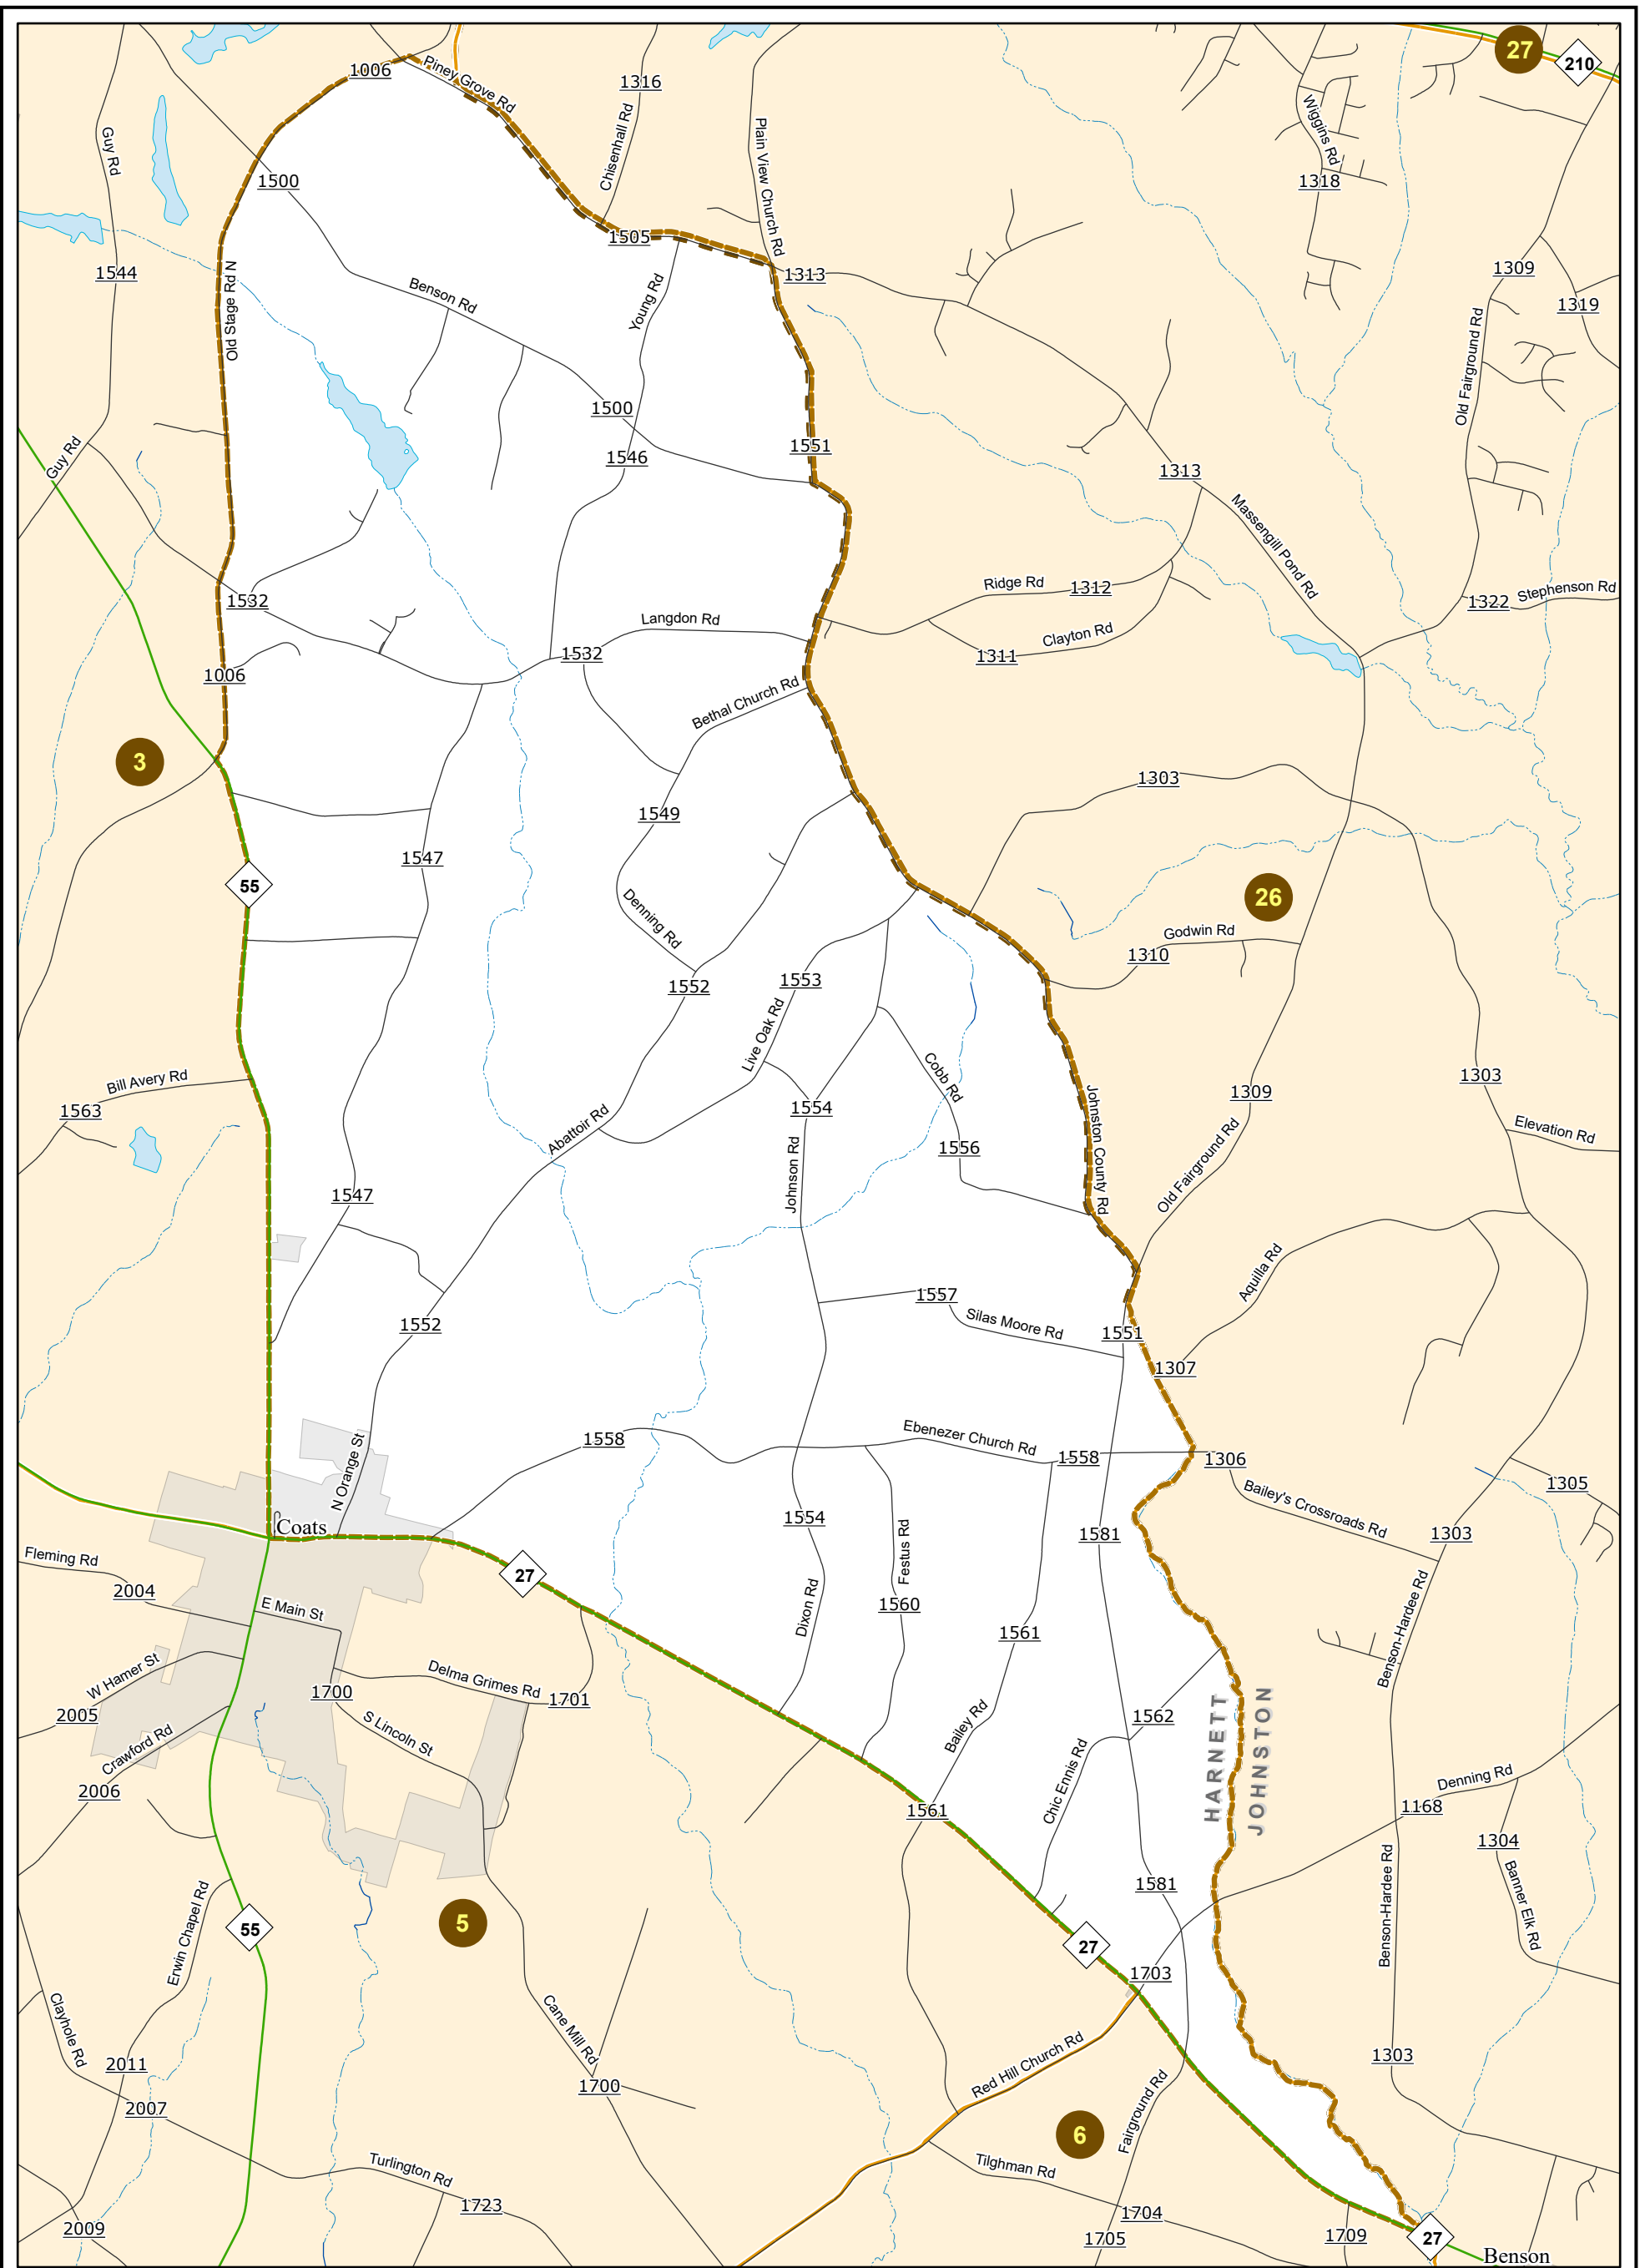 27
210
1006
Piney Grove Rd
1316
Guy Rd
Chisenhall Rd
Plain View Church Rd
Wiggins Rd
1318
1500
1505
1544
1313
1309
1319
Old Stage Rd N
Benson Rd
Young Rd
Old Fairground Rd
1500
1551
Guy Rd
1546
1313
Massengill Pond Rd
Ridge Rd
1312
Stephenson Rd
1322
1532
Langdon Rd
Clayton Rd
1311
1532
1006
Bethal Church Rd
3
1303
1549
1547
55
26
Denning Rd
Godwin Rd
1310
1552
1553
Live Oak Rd
Cobb Rd
Bill Avery Rd
1563
1554
1309
1303
Johnston County Rd
Elevation Rd
Abattoir Rd
1556
Johnson Rd
Old Fairground Rd
1547
Aquilla Rd
1557
Silas Moore Rd
1551
1552
1307
Ebenezer Church Rd
1558
1558
1306
N Orange St
Bailey's Crossroads Rd
1305
Coats
1554
1581
1303
Fleming Rd
27
Festus Rd
2004
E Main St
Dixon Rd
1560
1561
Benson-Hardee Rd
W Hamer St
Delma Grimes Rd
1700
1701
2005
S Lincoln St
Crawford Rd
Bailey Rd
1562
HARNETT
JOHNSTON
2006
Chic Ennis Rd
Denning Rd
1168
1561
1304
1581
Banner Elk Rd
Benson-Hardee Rd
5
55
Erwin Chapel Rd
27
1703
Clayhole Rd
Cane Mill Rd
2011
Red Hill Church Rd
1303
1700
2007
Fairground Rd
6
Turlington Rd
Tilghman Rd
1723
1704
2009
1705
1709
27
Benson